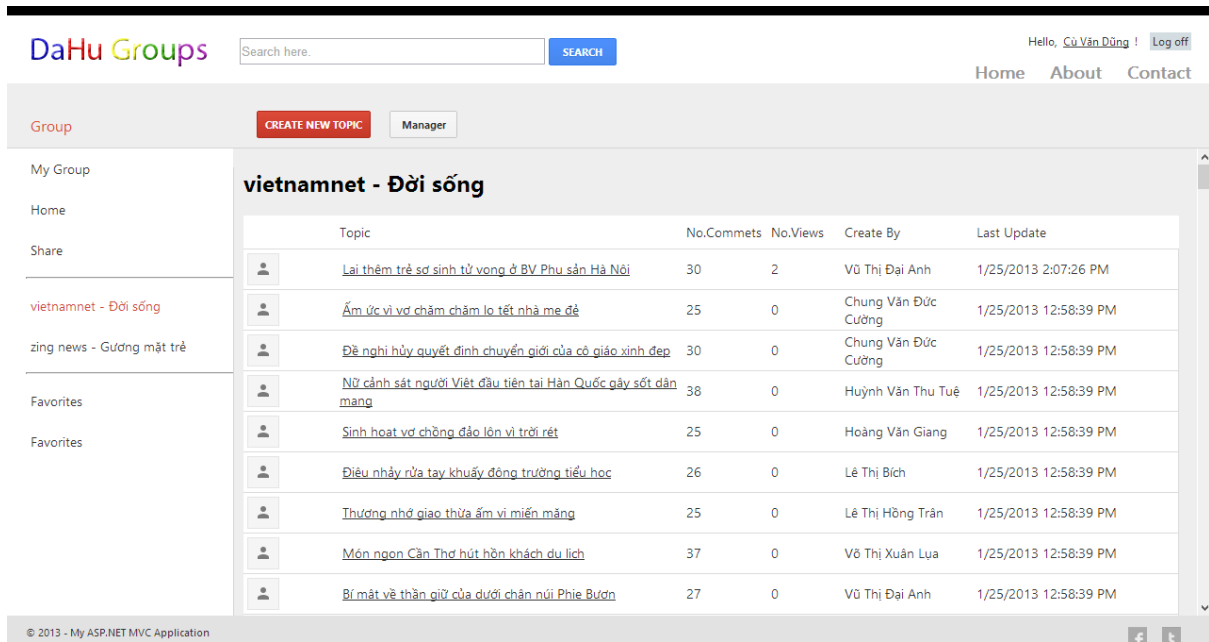 DaHu Groups
Search here.
SEARCH
Hello, Cù Văn Dũng ! Log off
Home About Contact
Group
CREATE NEW TOPIC Manager
My Group
Home
Share
vietnamnet - Đời sống
zing news - Gương mặt trẻ
Favorites
Favorites
vietnamnet - Đời sống
Topic No.Commets No.Views Create By Last Update
Lại thêm trẻ sơ sinh tử vong ở BV Phụ sản Hà Nội 30 2 Vũ Thị Đại Anh 1/25/2013 2:07:26 PM
Ấm ức vì vợ chăm chăm lo tết nhà mẹ đẻ 25 0 Chung Văn Đức Cường 1/25/2013 12:58:39 PM
Đề nghị hủy quyết định chuyển giới của cô giáo xinh đẹp 30 0 Chung Văn Đức Cường 1/25/2013 12:58:39 PM
Nữ cảnh sát người Việt đầu tiên tại Hàn Quốc gây sốt dân mạng 38 0 Huỳnh Văn Thu Tuệ 1/25/2013 12:58:39 PM
Sinh hoạt vợ chồng đảo lộn vì trời rét 25 0 Hoàng Văn Giang 1/25/2013 12:58:39 PM
Điệu nhảy rửa tay khuấy động trường tiểu học 26 0 Lê Thị Bích 1/25/2013 12:58:39 PM
Thương nhớ giao thừa ấm vị miến măng 25 0 Lê Thị Hồng Trân 1/25/2013 12:58:39 PM
Món ngon Cần Thơ hút hồn khách du lịch 37 0 Võ Thị Xuân Lụa 1/25/2013 12:58:39 PM
Bí mật về thần giữ của dưới chân núi Phie Bươn 27 0 Vũ Thị Đại Anh 1/25/2013 12:58:39 PM
© 2013 - My ASP.NET MVC Application